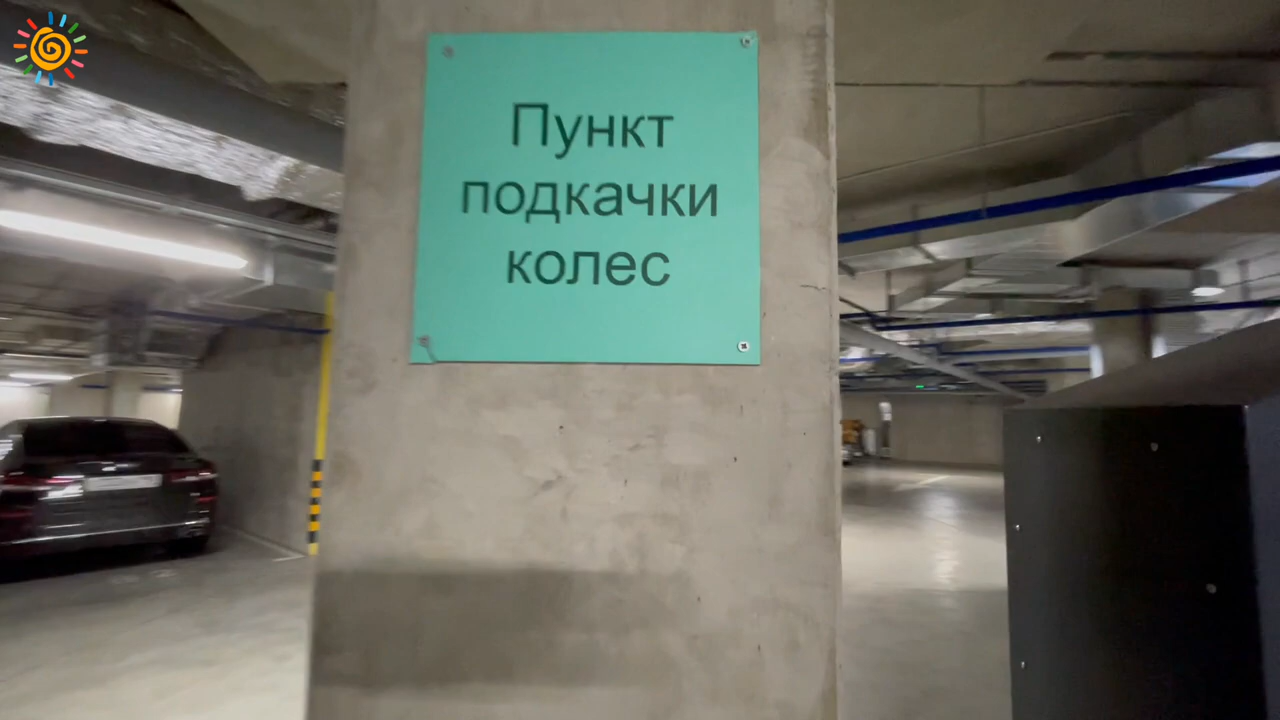 Пункт
подкачки
колес